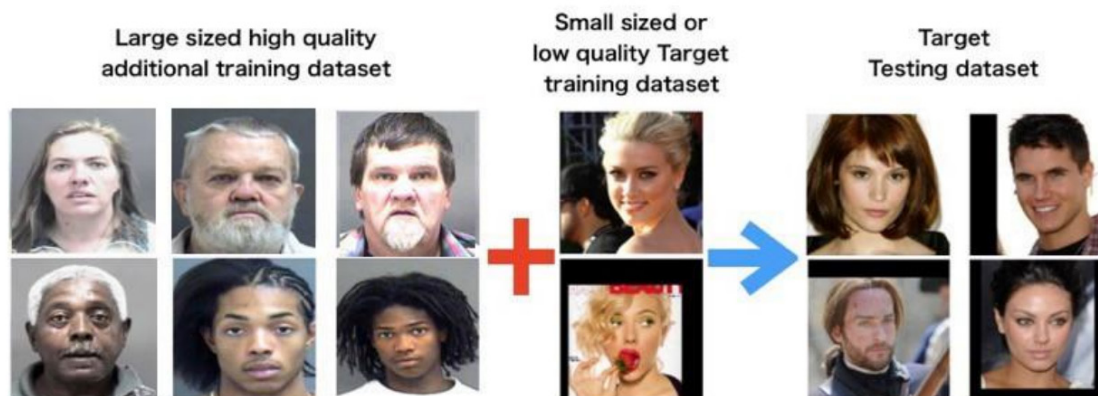 Large sized high quality
additional training dataset
Small sized or
low quality Target
training dataset
Target
Testing dataset